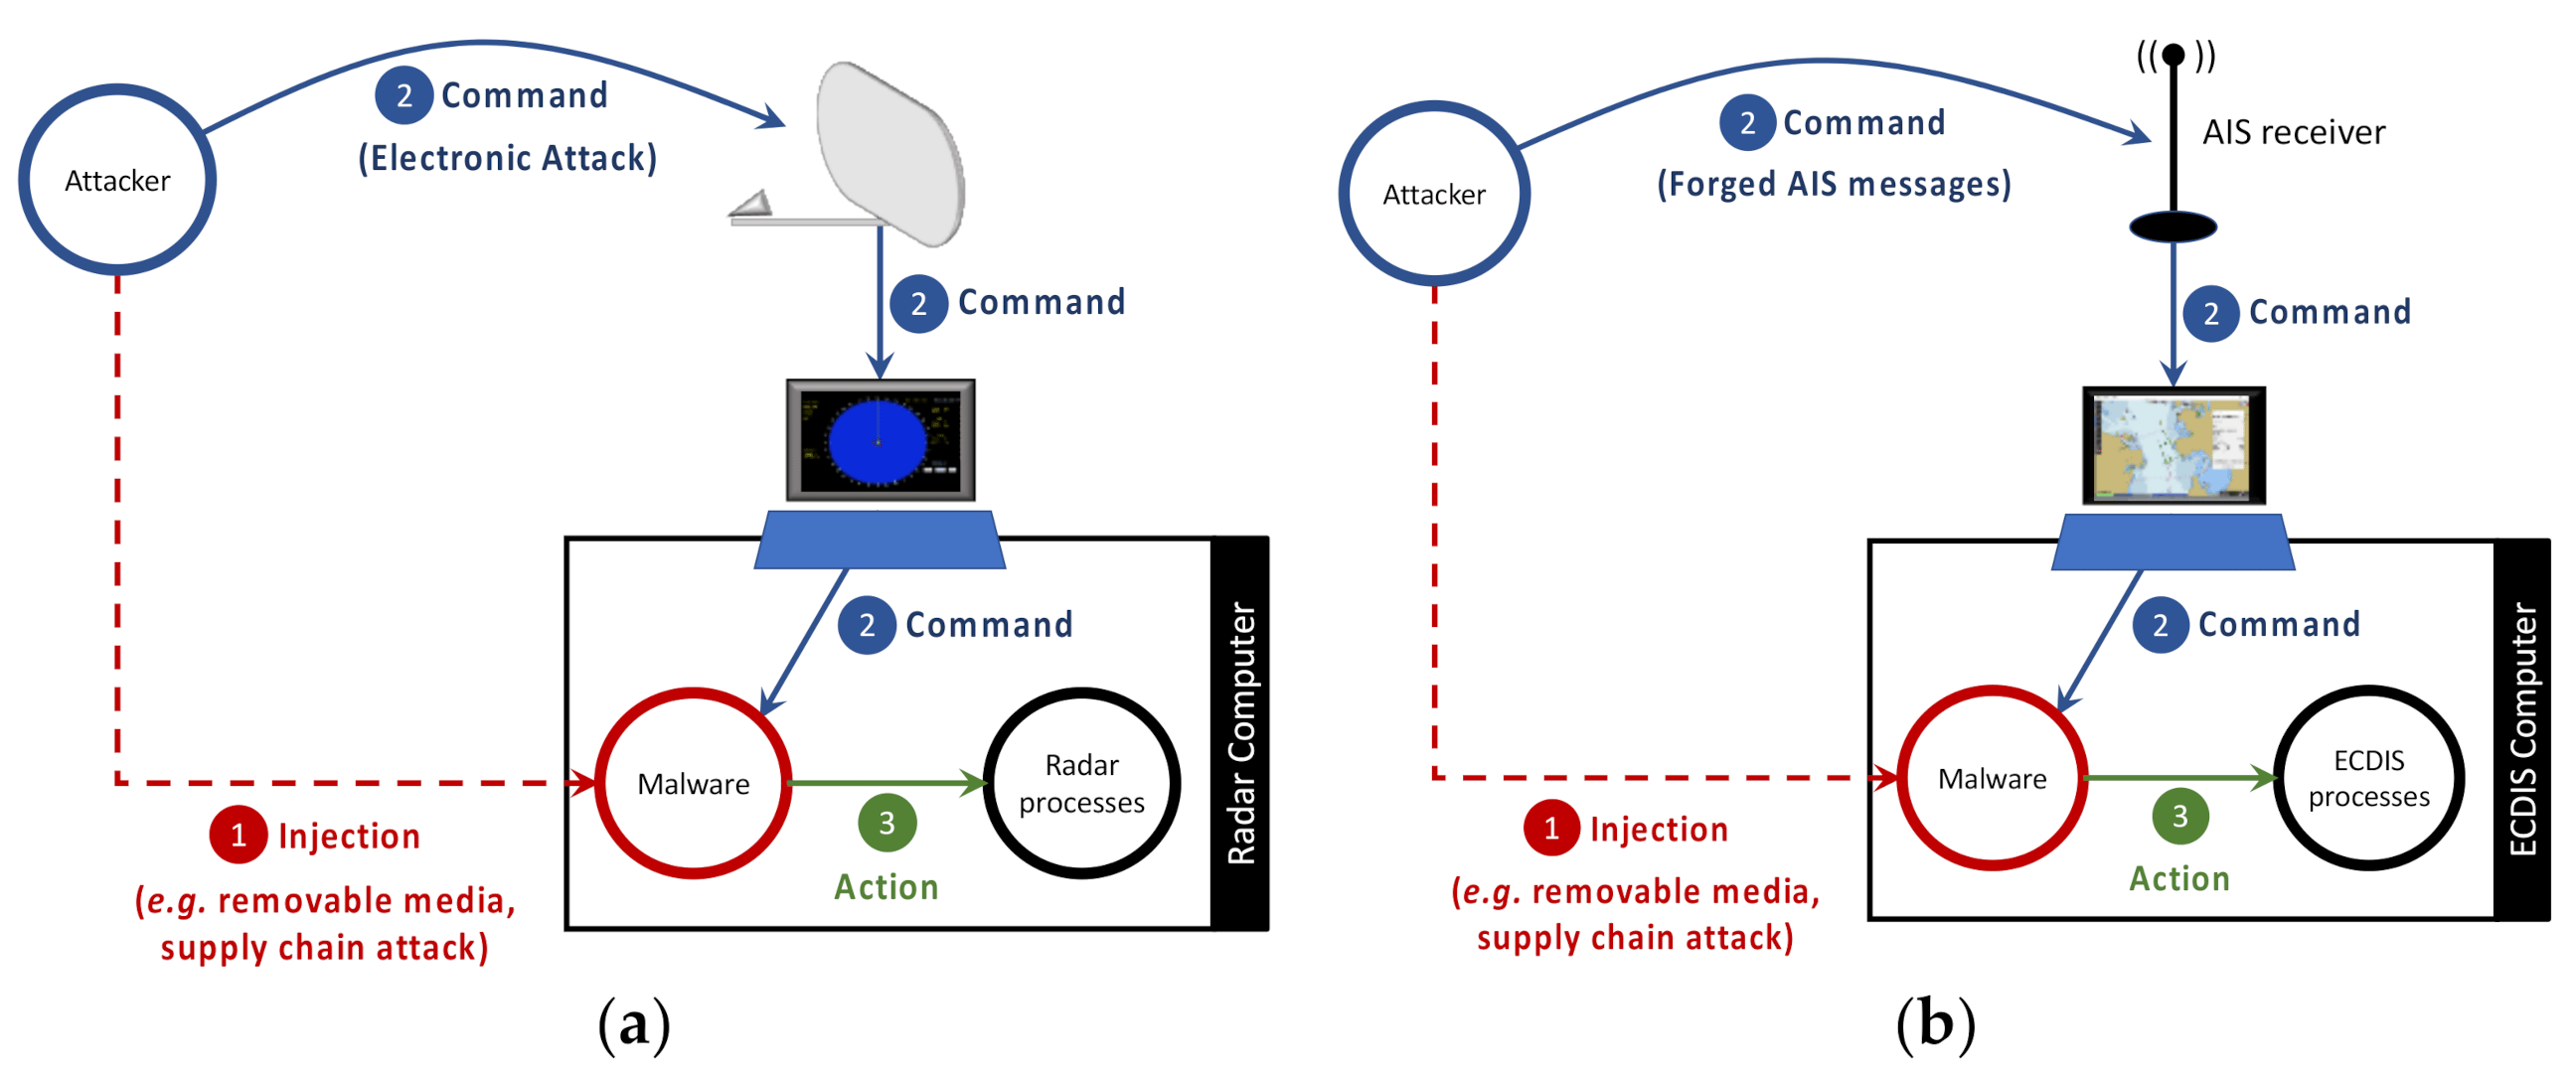 2 Command
(Electronic Attack)
Attacker
2 Command
2 Command
Malware
Radar
processes
3
Action
Radar Computer
1 Injection
(e.g. removable media,
supply chain attack)
(a)
(( ))
2 Command
(Forged AIS messages)
AIS receiver
Attacker
2 Command
2 Command
Malware
ECDIS
processes
3
Action
ECDIS Computer
1 Injection
(e.g. removable media,
supply chain attack)
(b)